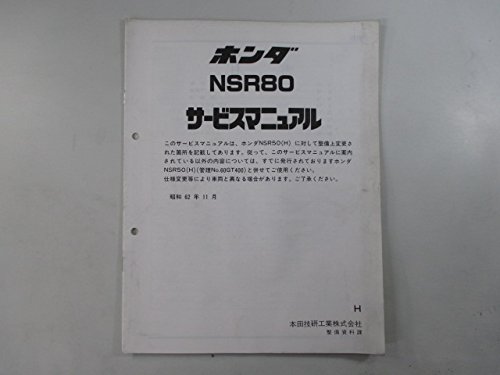 ホンダ
NSR80
サービスマニュアル
このサービスマニュアルは、ホンダNSR50(H)に対して整備上変更さ
れた箇所を記載してあります。従って、このサービスマニュアルに案内
されている以外の内容については、すでに発行されておりますホンダ
NSR50(H)(管理No.60GT400)と併せてご使用ください。
仕様変更等により車両と異なる場合があります。ご了承ください。
昭和 62 年 11 月
H
本田技研工業株式会社
整備資料課